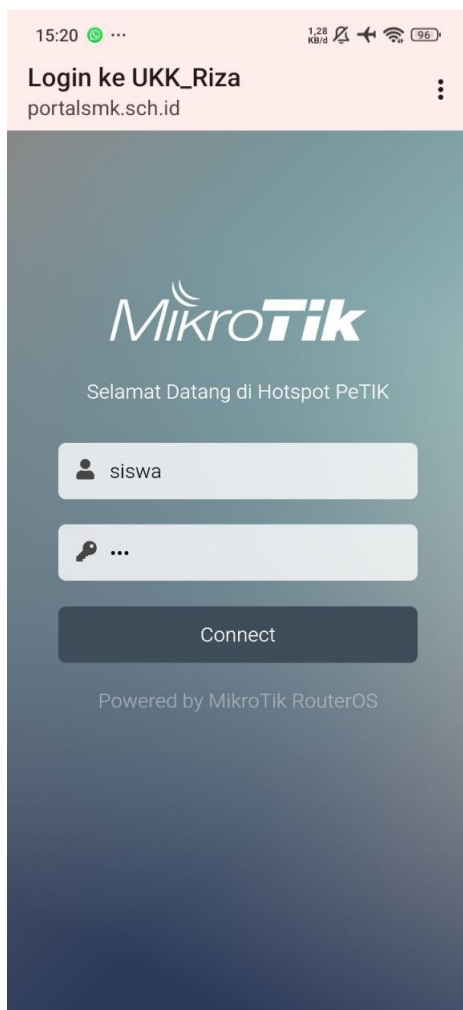 15:20 ...
1,28
KB/d 96
Login ke UKK_Riza
portalsmk.sch.id
MikroTik
Selamat Datang di Hotspot PeTIK
siswa
•••
Connect
Powered by MikroTik RouterOS